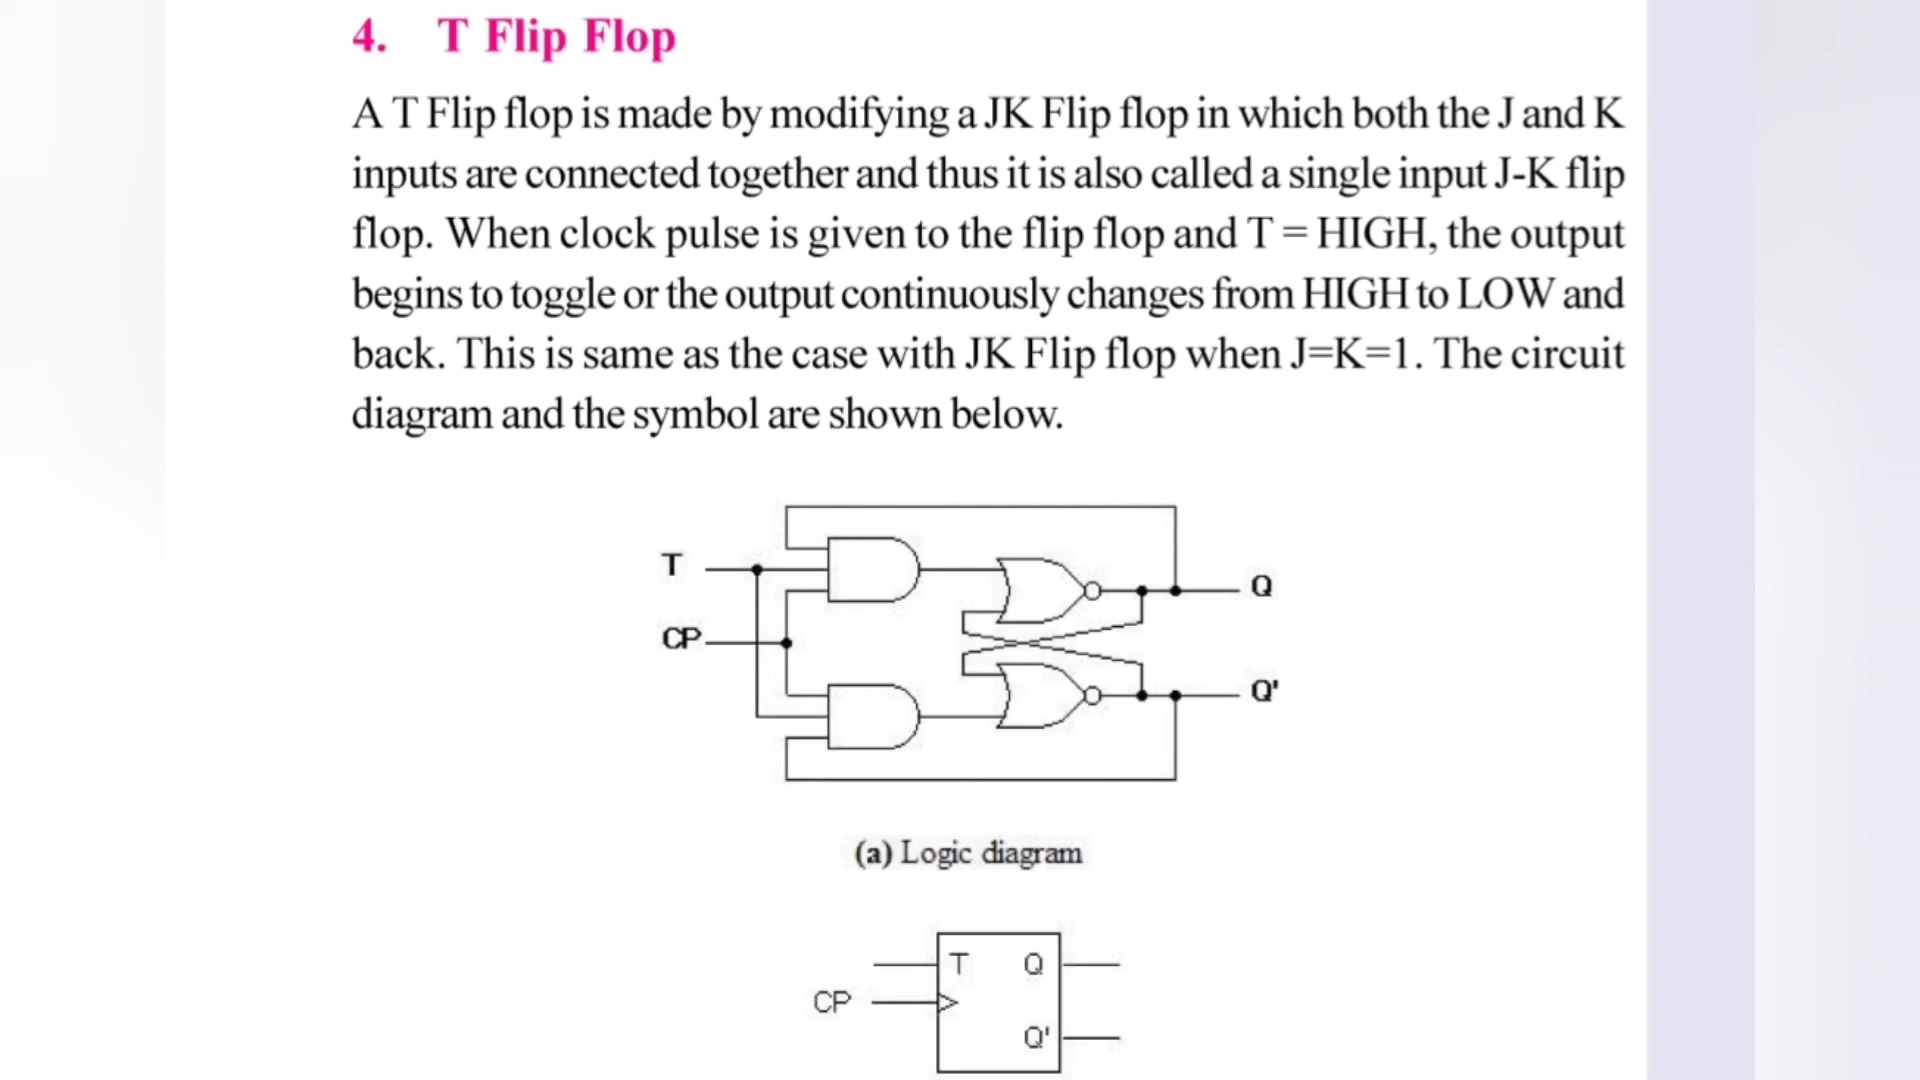 4. T Flip Flop
A T Flip flop is made by modifying a JK Flip flop in which both the J and K
inputs are connected together and thus it is also called a single input J-K flip
flop. When clock pulse is given to the flip flop and T = HIGH, the output
begins to toggle or the output continuously changes from HIGH to LOW and
back. This is same as the case with JK Flip flop when J=K=1. The circuit
diagram and the symbol are shown below.
T
Q
CP
Q'
(a) Logic diagram
T Q
CP
Q'